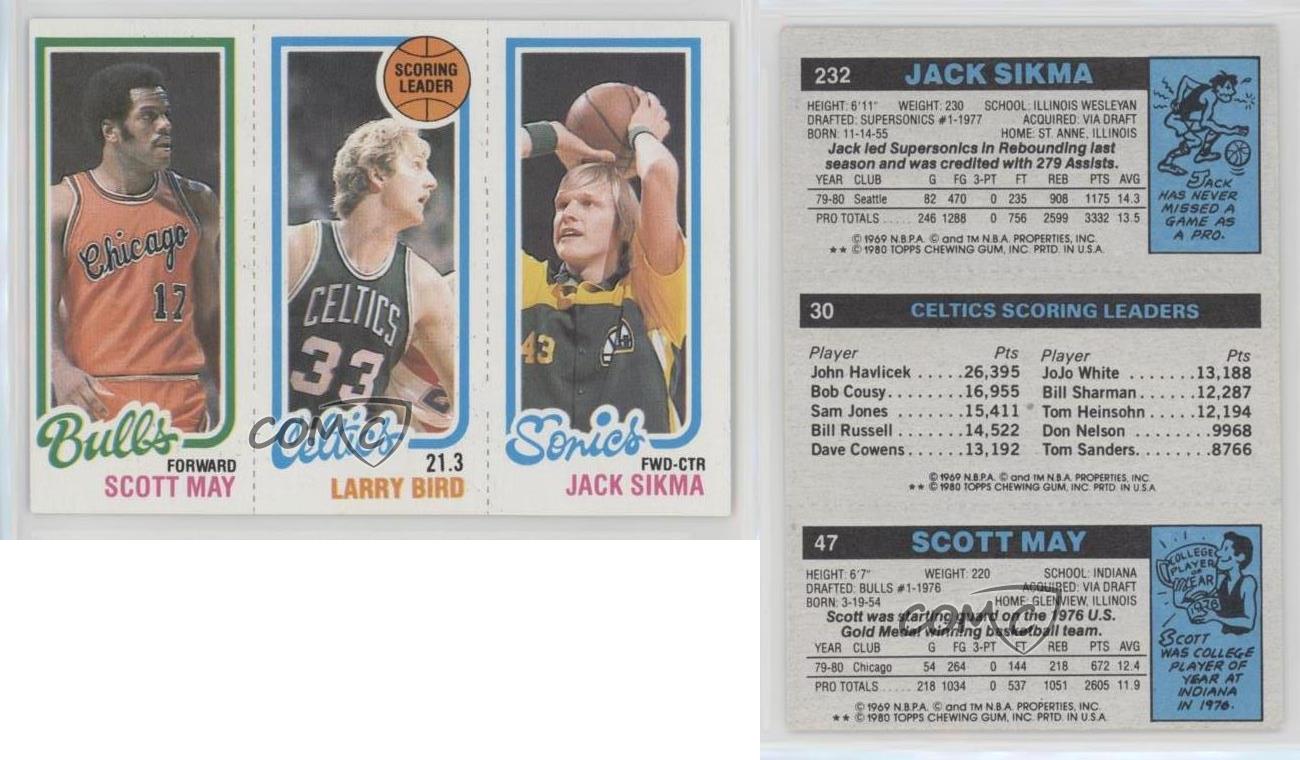 Chicago
17
Bulls
FORWARD
SCOTT MAY
SCORING
LEADER
CELTICS
33
Celtics
21.3
LARRY BIRD
43
Sonics
FWD-CTR
JACK SIKMA
COMC
232 JACK SIKMA
HEIGHT: 6'11" WEIGHT: 230 SCHOOL: ILLINOIS WESLEYAN
DRAFTED: SUPERSONICS #1-1977 ACQUIRED: VIA DRAFT
BORN: 11-14-55 HOME: ST. ANNE, ILLINOIS
Jack led Supersonics in Rebounding last
season and was credited with 279 Assists.
YEAR CLUB G FG 3-PT FT REB PTS AVG
79-80 Seattle 82 470 0 235 908 1175 14.3
PRO TOTALS ..... 246 1288 0 756 2599 3332 13.5
© 1969 N.B.P.A. © and TM N.B.A. PROPERTIES, INC.
** © 1980 TOPPS CHEWING GUM, INC. PRTD. IN U.S.A.
JACK
HAS NEVER
MISSED A
GAME AS
A PRO.
30 CELTICS SCORING LEADERS
Player Pts Player Pts
John Havlicek . . . . . 26,395 JoJo White . . . . . . . 13,188
Bob Cousy . . . . . . . 16,955 Bill Sharman . . . . . . 12,287
Sam Jones . . . . . . . 15,411 Tom Heinsohn . . . . 12,194
Bill Russell . . . . . . . 14,522 Don Nelson . . . . . . . 9968
Dave Cowens . . . . . 13,192 Tom Sanders. . . . . . . 8766
© 1969 N.B.P.A. © and TM N.B.A. PROPERTIES, INC.
** © 1980 TOPPS CHEWING GUM, INC. PRTD. IN U.S.A.
47 SCOTT MAY
HEIGHT: 6'7" WEIGHT: 220 SCHOOL: INDIANA
DRAFTED: BULLS #1-1976 ACQUIRED: VIA DRAFT
BORN: 3-19-54 HOME: GLENVIEW, ILLINOIS
Scott was starting guard on the 1976 U.S.
Gold Medal winning basketball team.
YEAR CLUB G FG 3-PT FT REB PTS AVG
79-80 Chicago 54 264 0 144 218 672 12.4
PRO TOTALS ..... 218 1034 0 537 1051 2605 11.9
© 1969 N.B.P.A. © and TM N.B.A. PROPERTIES, INC.
** © 1980 TOPPS CHEWING GUM, INC. PRTD. IN U.S.A.
COLLEGE
PLAYER
OF
YEAR
1976
SCOTT
WAS COLLEGE
PLAYER OF
YEAR AT
INDIANA
IN 1976.
COMC